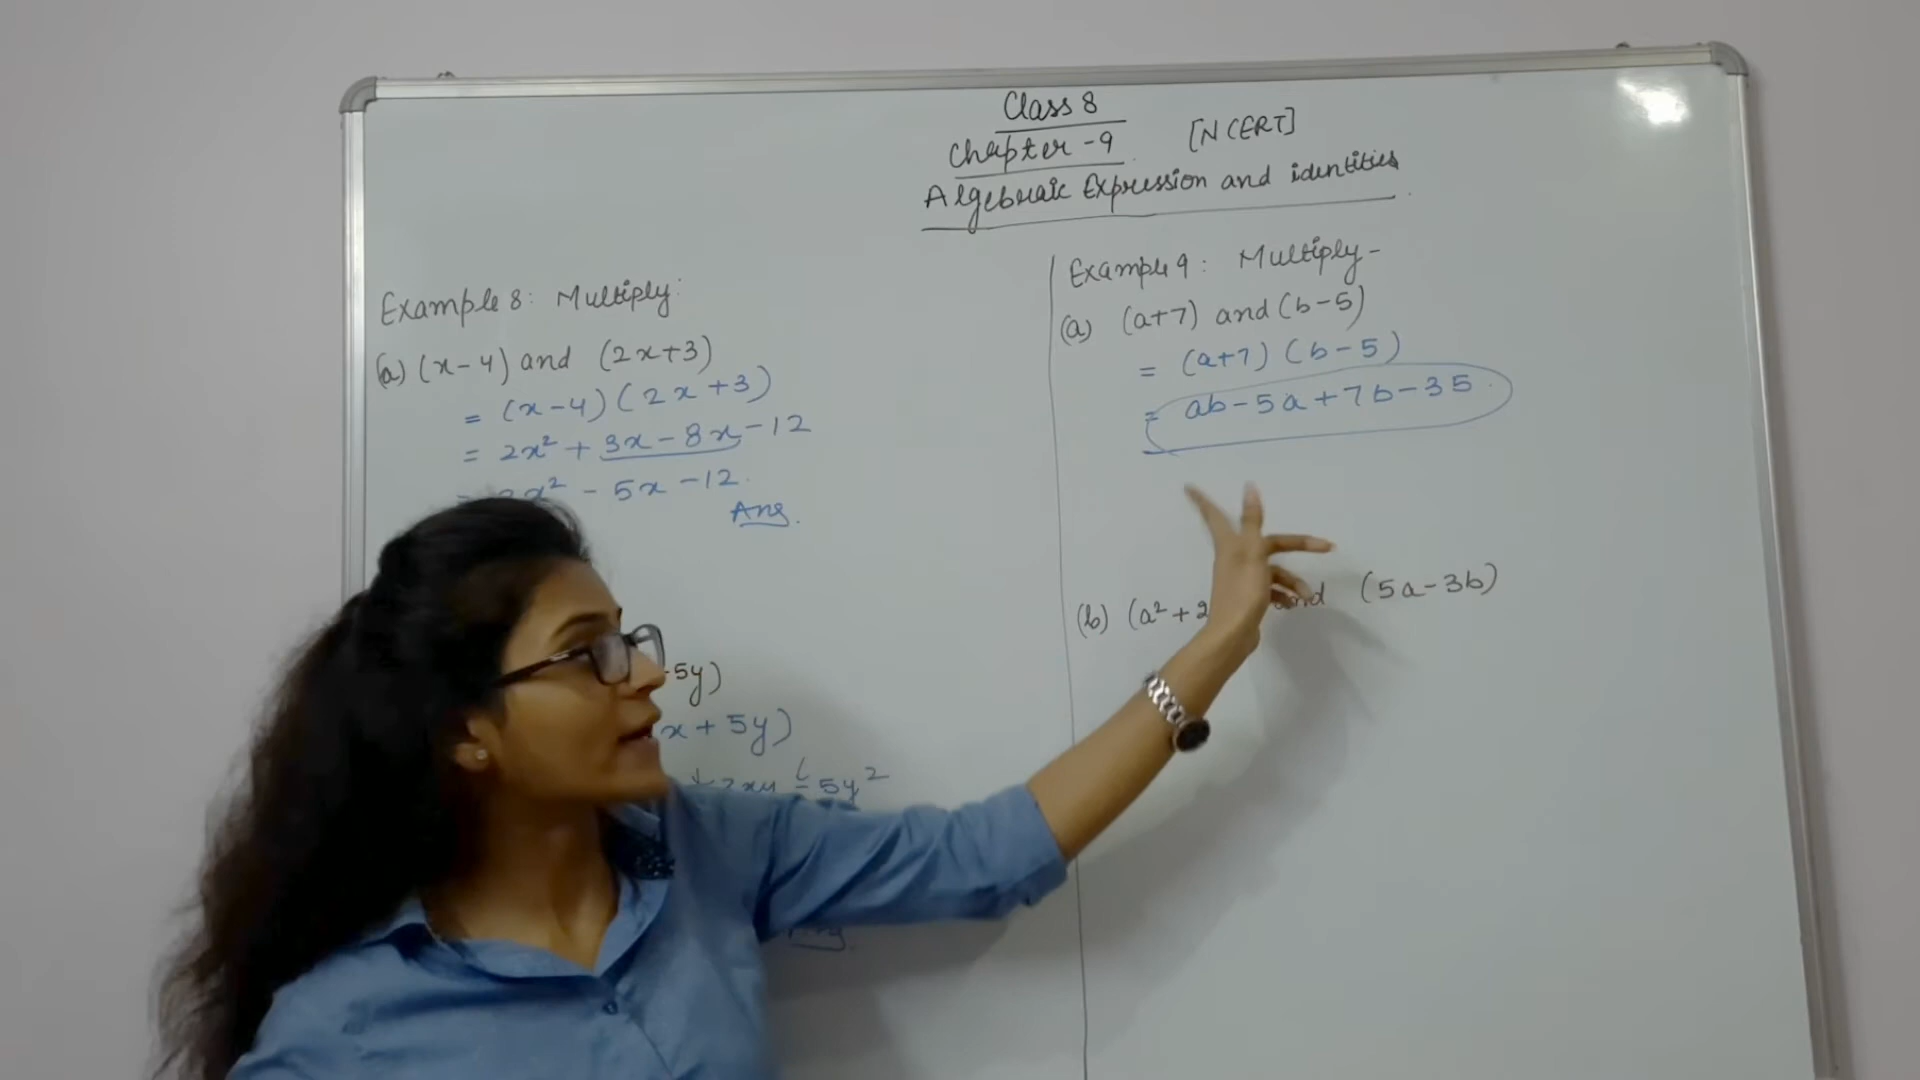 Class 8
Chapter - 9 [NCERT]
Algebraic Expression and identities
Example 8: Multiply:
(a) (x-4) and (2x+3)
= (x-4) (2x+3)
= 2x² + 3x - 8x - 12
= 2x² - 5x - 12.
Ans.
5y)
x + 5y)
5y²
Ans.
Example 9: Multiply-
(a) (a+7) and (b-5)
= (a+7) (b-5)
= ab - 5a + 7b - 35.
(b) (a² + 2 and (5a - 3b)